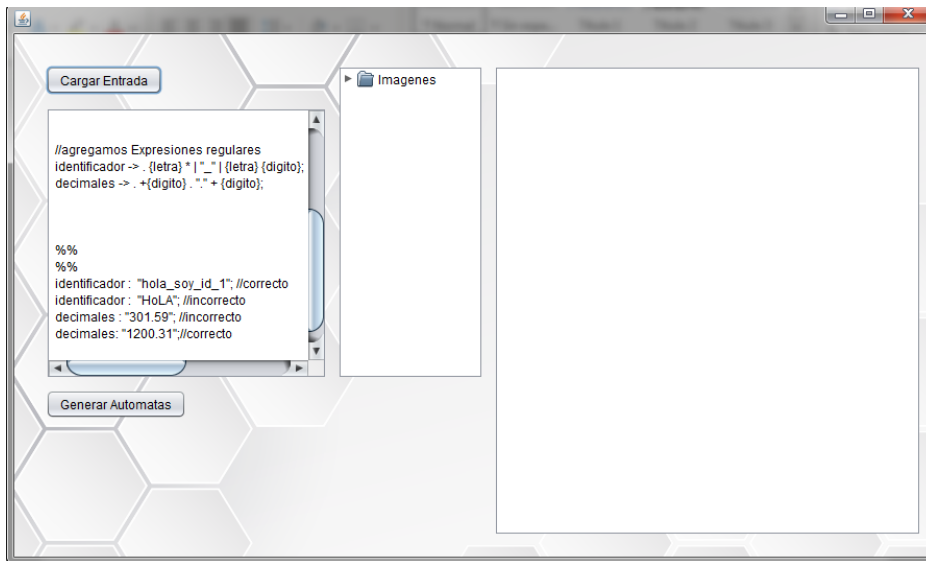 Cargar Entrada
Imagenes
//agregamos Expresiones regulares
identificador -> . {letra} * | "_" | {letra} {digito};
decimales -> . +{digito} . "." + {digito};
%%
%%
identificador : "hola_soy_id_1"; //correcto
identificador : "HoLA"; //incorrecto
decimales : "301.59"; //incorrecto
decimales: "1200.31";//correcto
Generar Automatas